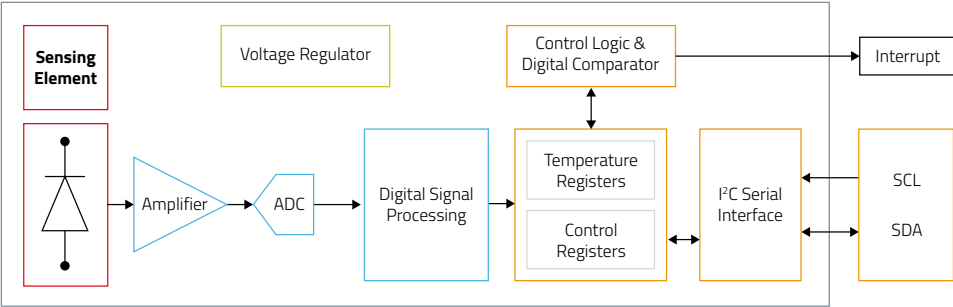 Sensing
Element
Voltage Regulator
Control Logic &
Digital Comparator
Interrupt
Amplifier
ADC
Digital Signal
Processing
Temperature
Registers
Control
Registers
I²C Serial
Interface
SCL
SDA